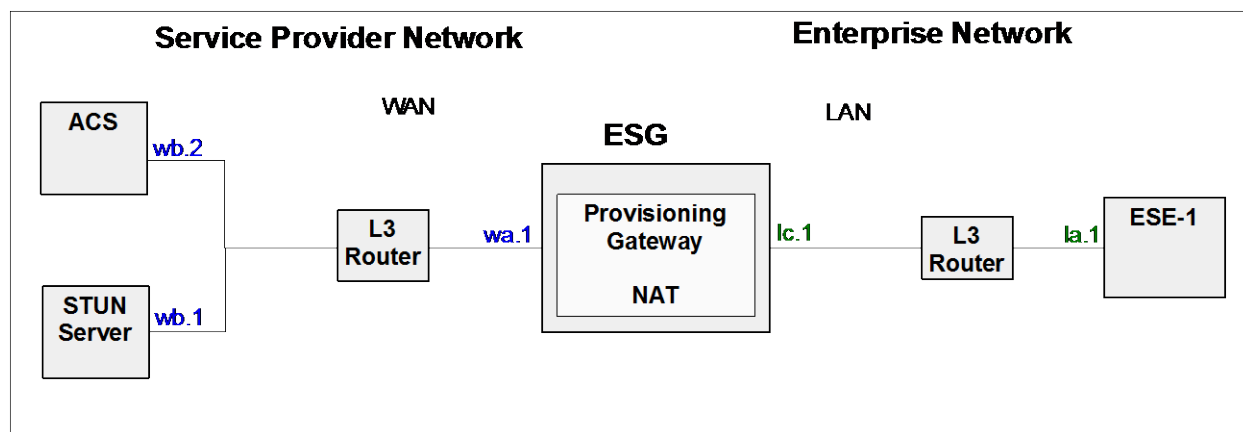 Service Provider Network
Enterprise Network
WAN
LAN
ACS
wb.2
ESG
Provisioning
Gateway
NAT
L3
Router
wa.1
lc.1
L3
Router
la.1
ESE-1
STUN
Server
wb.1